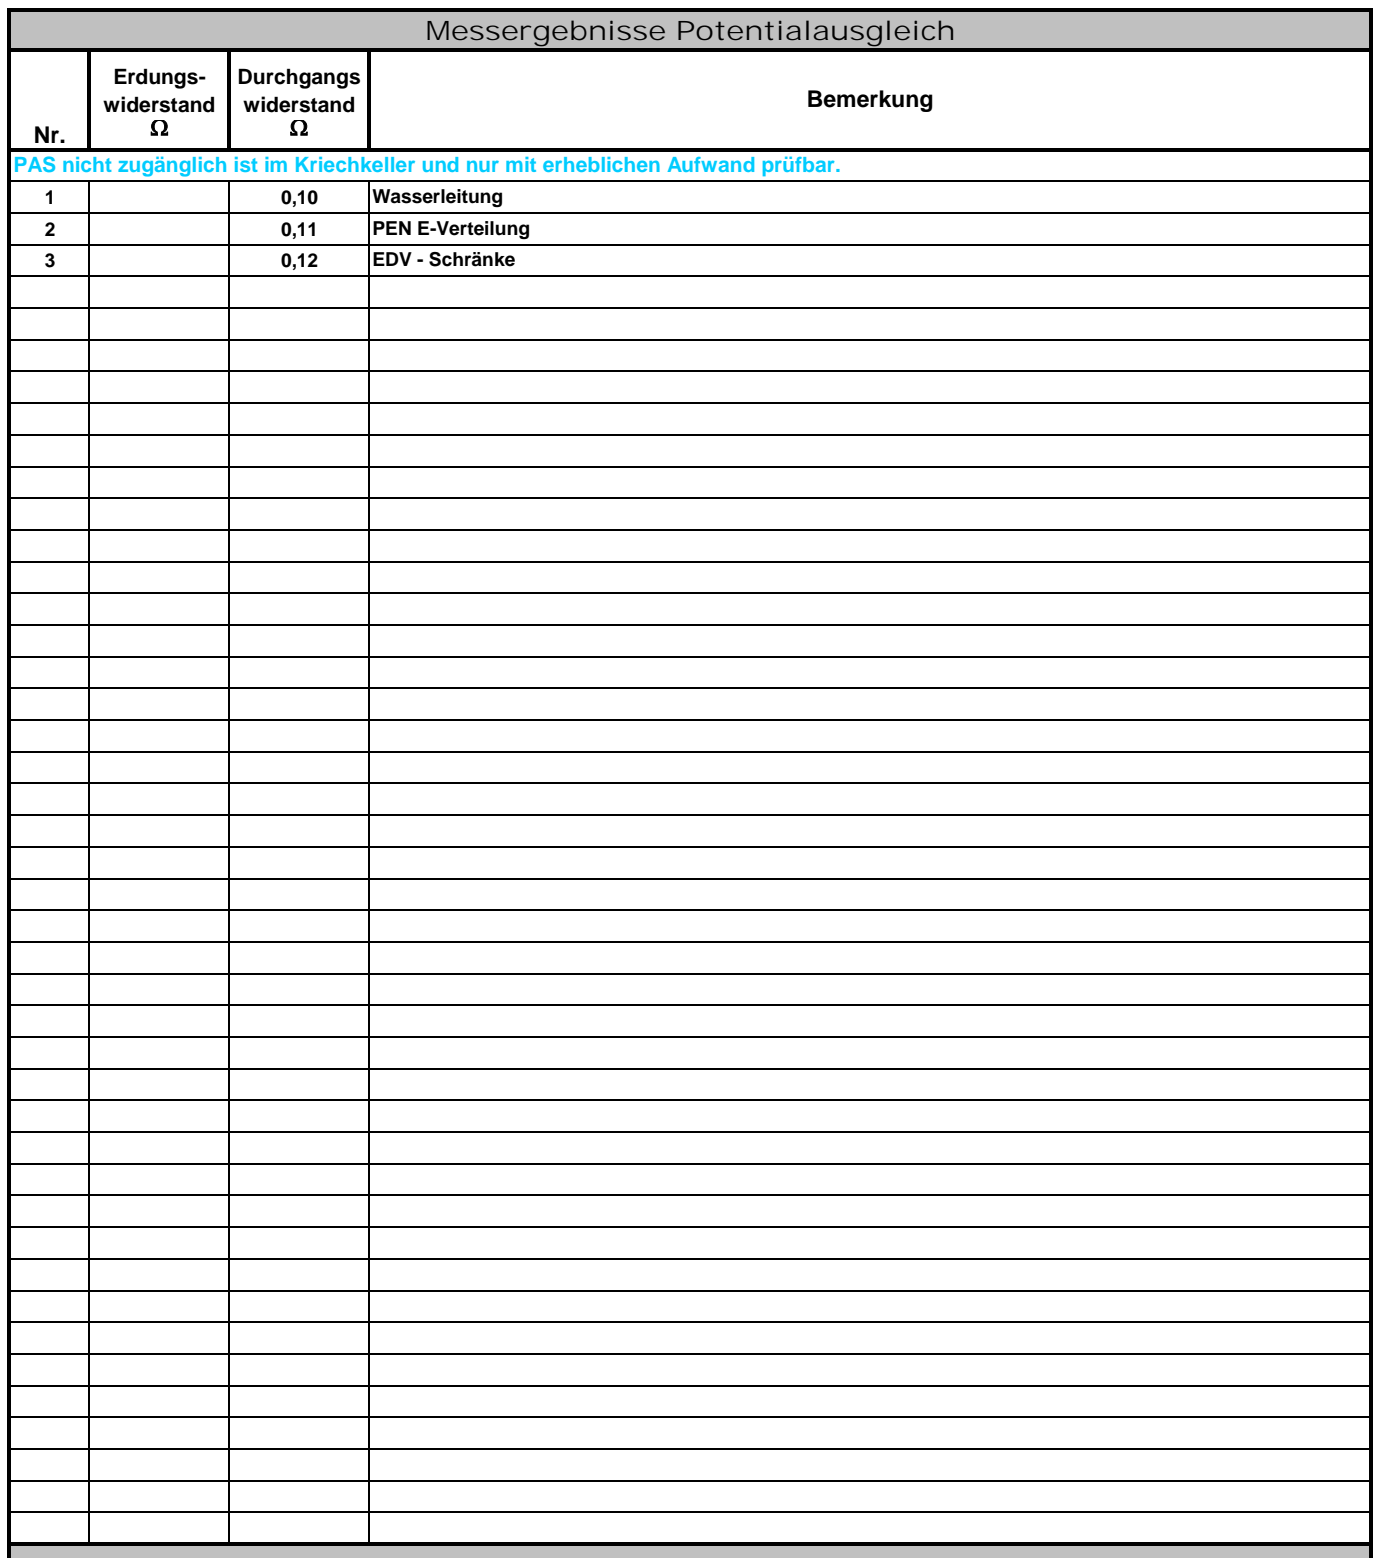 Messergebnisse Potentialausgleich
Nr.
Erdungs-
widerstand
Ω
Durchgangs
widerstand
Ω
Bemerkung
PAS nicht zugänglich ist im Kriechkeller und nur mit erheblichen Aufwand prüfbar.
1 0,10 Wasserleitung
2 0,11 PEN E-Verteilung
3 0,12 EDV - Schränke